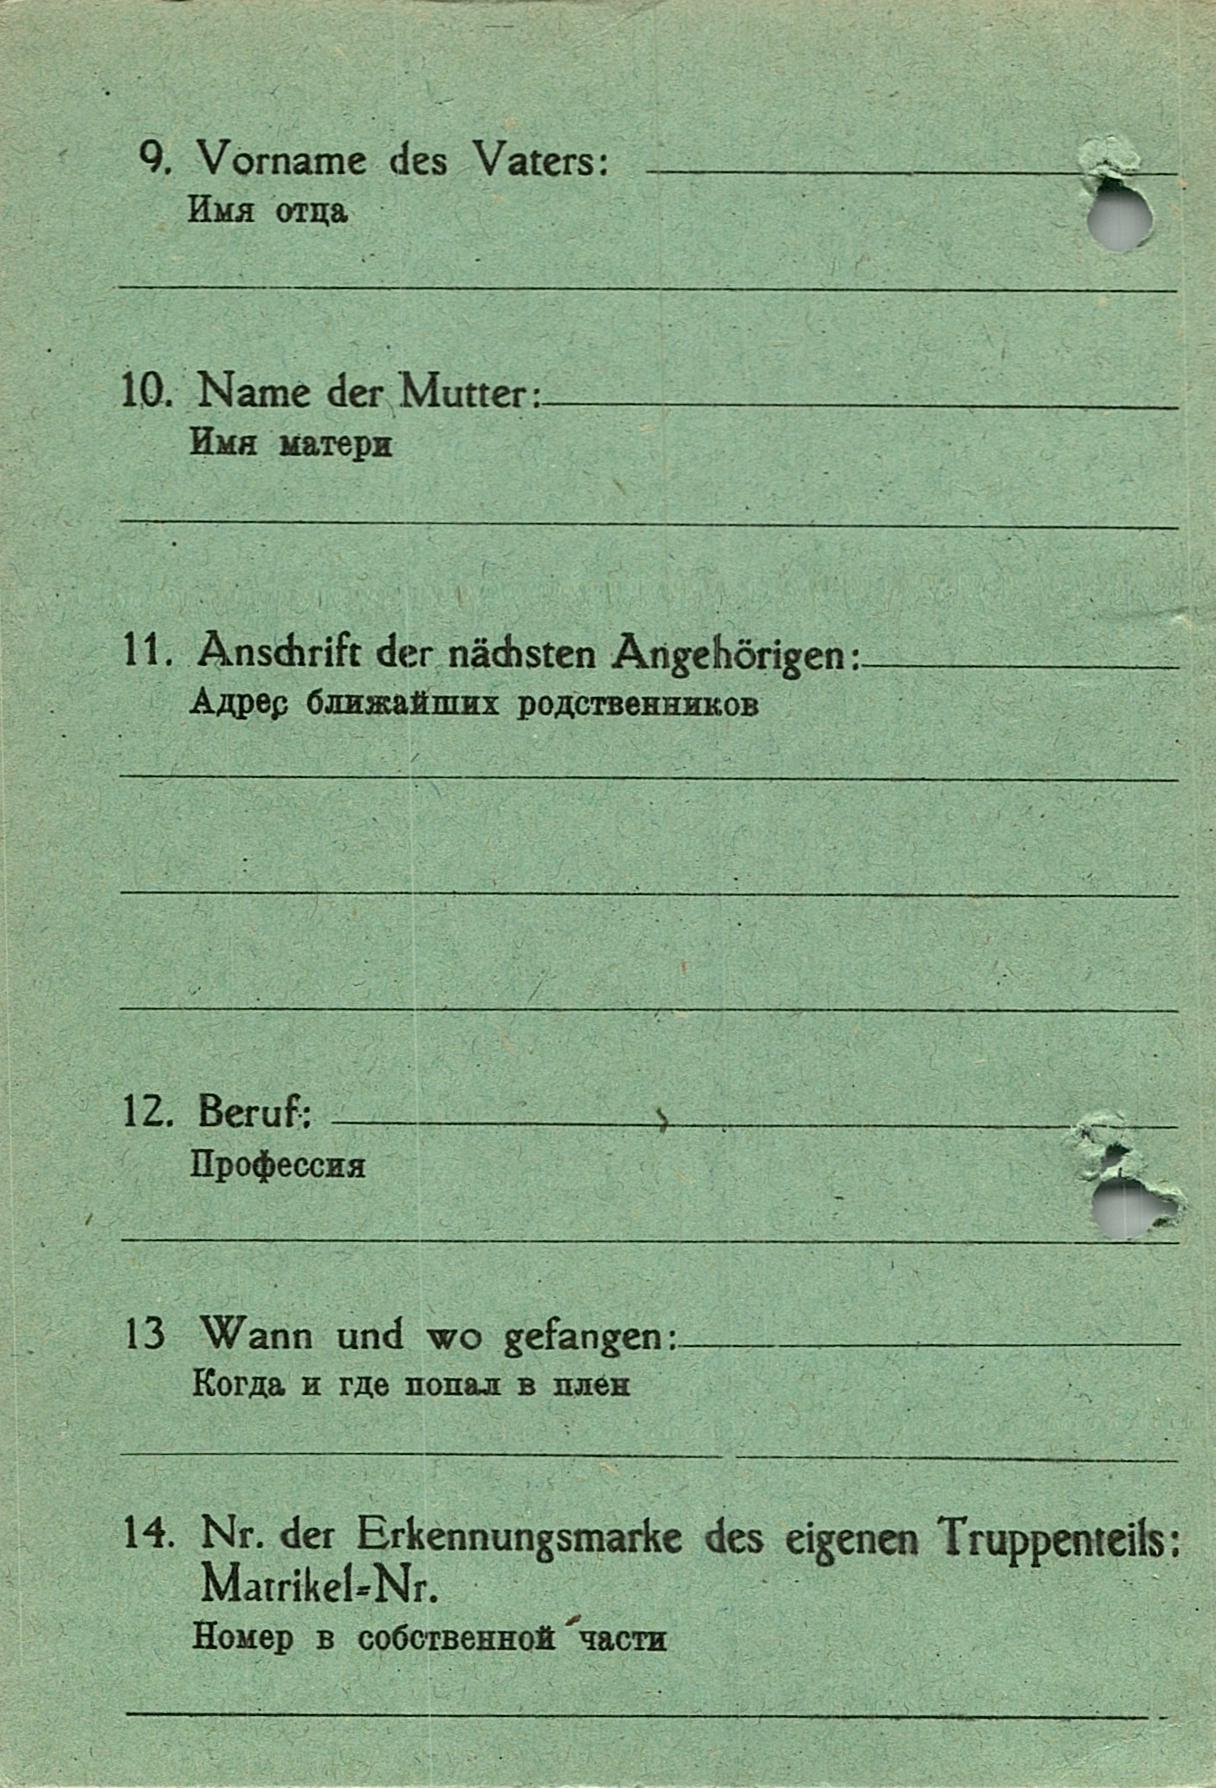 9. Vorname des Vaters:
Имя отца
10. Name der Mutter:
Имя матери
11. Anschrift der nächsten Angehörigen:
Адрес ближайших родственников
12. Beruf:
Профессия
13 Wann und wo gefangen:
Когда и где попал в плен
14. Nr. der Erkennungsmarke des eigenen Truppenteils:
Matrikel-Nr.
Номер в собственной части